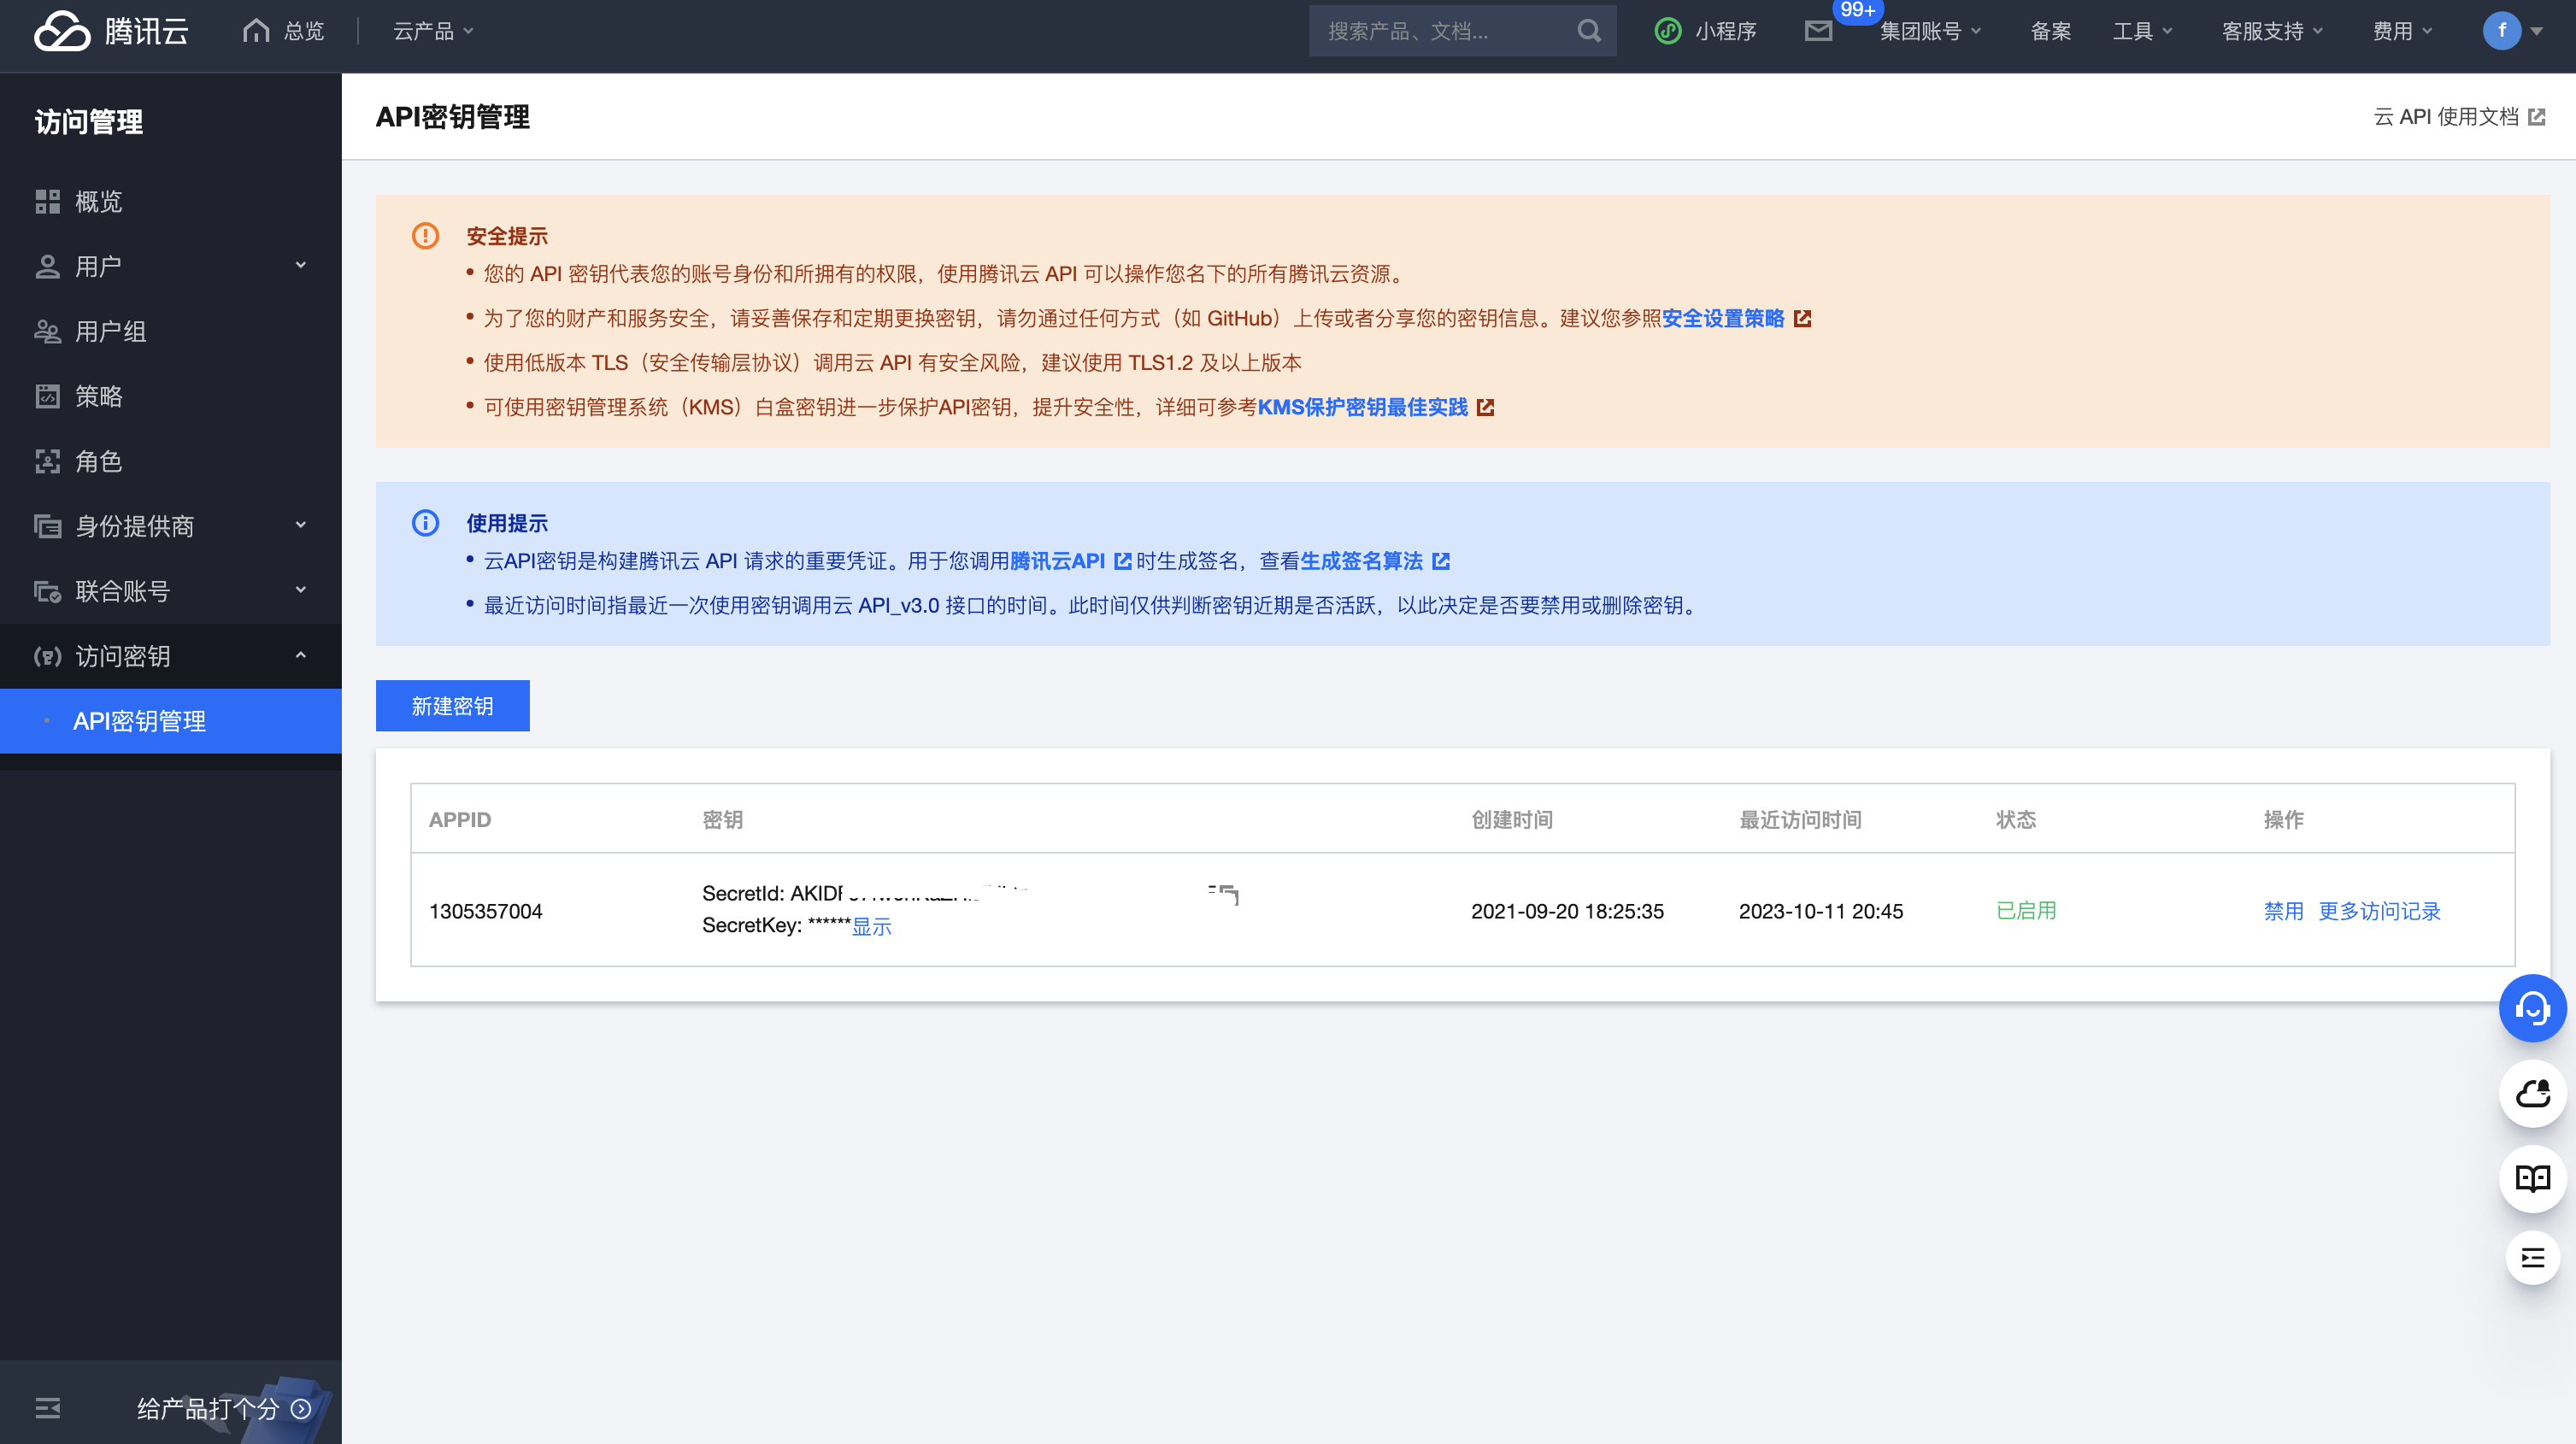 腾讯云 总览 云产品 搜索产品、文档... 小程序 99+ 集团账号 备案 工具 客服支持 费用 f
访问管理
概览
用户
用户组
策略
角色
身份提供商
联合账号
访问密钥
API密钥管理
给产品打个分
API密钥管理 云 API 使用文档
安全提示
您的 API 密钥代表您的账号身份和所拥有的权限，使用腾讯云 API 可以操作您名下的所有腾讯云资源。
为了您的财产和服务安全，请妥善保存和定期更换密钥，请勿通过任何方式（如 GitHub）上传或者分享您的密钥信息。建议您参照安全设置策略
使用低版本 TLS（安全传输层协议）调用云 API 有安全风险，建议使用 TLS1.2 及以上版本
可使用密钥管理系统（KMS）白盒密钥进一步保护API密钥，提升安全性，详细可参考KMS保护密钥最佳实践
使用提示
云API密钥是构建腾讯云 API 请求的重要凭证。用于您调用腾讯云API 时生成签名，查看生成签名算法
最近访问时间指最近一次使用密钥调用云 API_v3.0 接口的时间。此时间仅供判断密钥近期是否活跃，以此决定是否要禁用或删除密钥。
新建密钥
APPID 密钥 创建时间 最近访问时间 状态 操作
1305357004
SecretId:
SecretKey: ******显示
2021-09-20 18:25:35 2023-10-11 20:45 已启用 禁用 更多访问记录